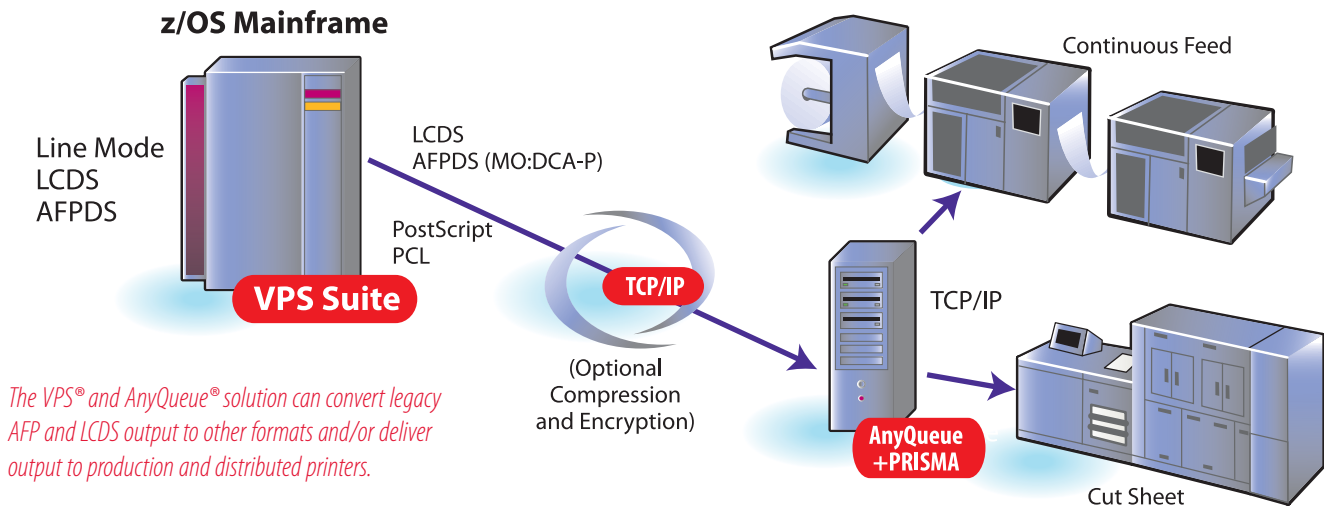 z/OS Mainframe
Line Mode
LCDS
AFPDS
VPS Suite
LCDS
AFPDS (MO:DCA-P)
PostScript
PCL
TCP/IP
(Optional
Compression
and Encryption)
Continuous Feed
TCP/IP
AnyQueue
+PRISMA
Cut Sheet
The VPS® and AnyQueue® solution can convert legacy
AFP and LCDS output to other formats and/or deliver
output to production and distributed printers.